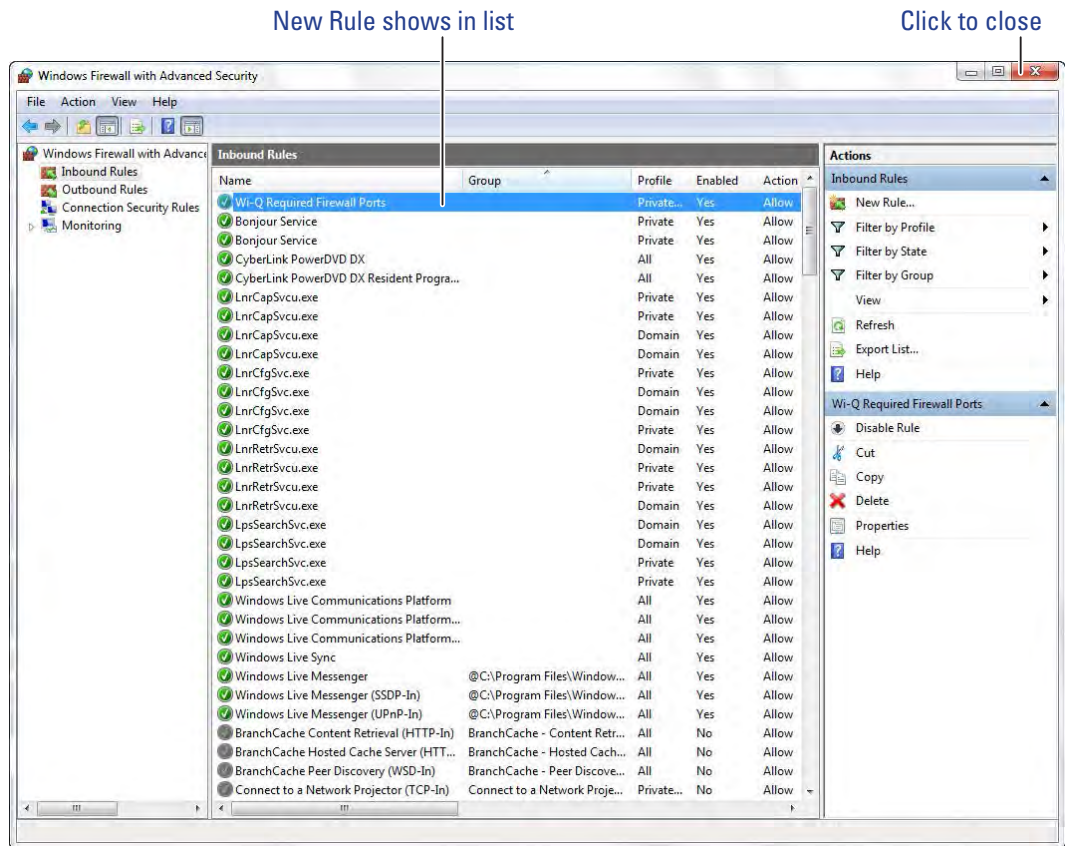 New Rule shows in list
Click to close
Windows Firewall with Advanced Security
File Action View Help
Windows Firewall with Advance
Inbound Rules
Outbound Rules
Connection Security Rules
Monitoring
Inbound Rules
Name Group Profile Enabled Action
Wi-Q Required Firewall Ports Private... Yes Allow
Bonjour Service Private Yes Allow
Bonjour Service Private Yes Allow
CyberLink PowerDVD DX All Yes Allow
CyberLink PowerDVD DX Resident Progra... All Yes Allow
LnrCapSvcu.exe Private Yes Allow
LnrCapSvcu.exe Private Yes Allow
LnrCapSvcu.exe Domain Yes Allow
LnrCapSvcu.exe Domain Yes Allow
LnrCfgSvc.exe Private Yes Allow
LnrCfgSvc.exe Domain Yes Allow
LnrCfgSvc.exe Domain Yes Allow
LnrCfgSvc.exe Private Yes Allow
LnrRetrSvcu.exe Domain Yes Allow
LnrRetrSvcu.exe Private Yes Allow
LnrRetrSvcu.exe Private Yes Allow
LnrRetrSvcu.exe Domain Yes Allow
LpsSearchSvc.exe Domain Yes Allow
LpsSearchSvc.exe Domain Yes Allow
LpsSearchSvc.exe Private Yes Allow
LpsSearchSvc.exe Private Yes Allow
Windows Live Communications Platform All Yes Allow
Windows Live Communications Platform... All Yes Allow
Windows Live Communications Platform... All Yes Allow
Windows Live Sync All Yes Allow
Windows Live Messenger @C:\Program Files\Window... All Yes Allow
Windows Live Messenger (SSDP-In) @C:\Program Files\Window... All Yes Allow
Windows Live Messenger (UPnP-In) @C:\Program Files\Window... All Yes Allow
BranchCache Content Retrieval (HTTP-In) BranchCache - Content Retr... All No Allow
BranchCache Hosted Cache Server (HTT... BranchCache - Hosted Cach... All No Allow
BranchCache Peer Discovery (WSD-In) BranchCache - Peer Discove... All No Allow
Connect to a Network Projector (TCP-In) Connect to a Network Proje... Private... No Allow
Actions
Inbound Rules
New Rule...
Filter by Profile
Filter by State
Filter by Group
View
Refresh
Export List...
Help
Wi-Q Required Firewall Ports
Disable Rule
Cut
Copy
Delete
Properties
Help